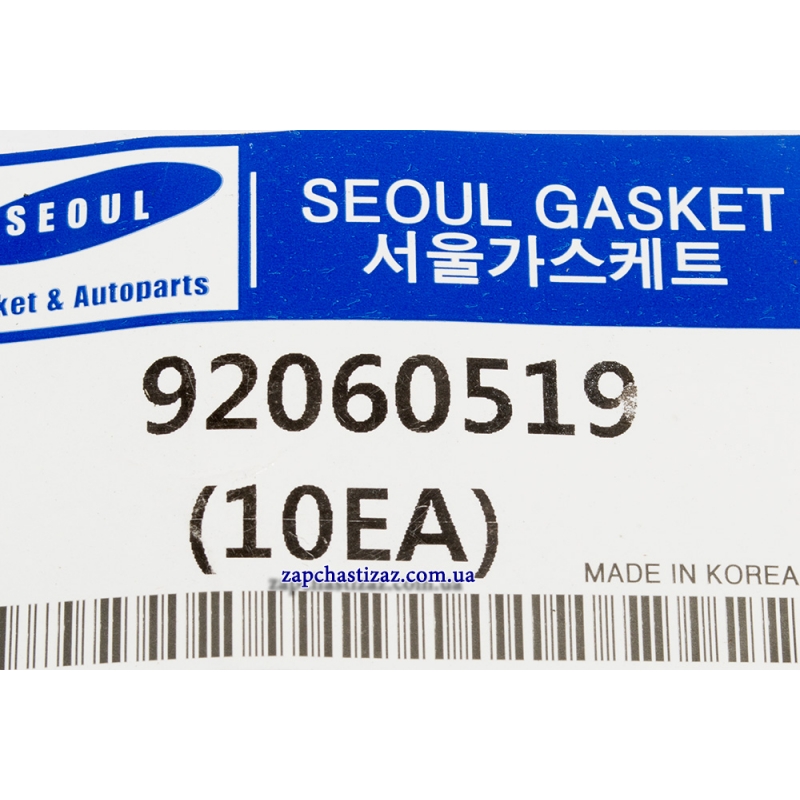 SEOUL
ket & Autoparts
SEOUL GASKET
서울가스케트
92060519
(10EA)
zapchastizaz.com.ua
MADE IN KOREA